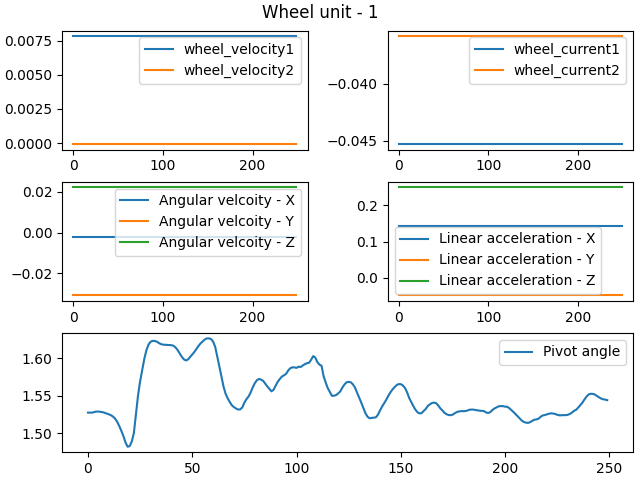 Wheel unit - 1
0.0075
0.0050
0.0025
0.0000
wheel_velocity1
wheel_velocity2
0 100 200
−0.040
−0.045
wheel_current1
wheel_current2
0 100 200
0.02
0.00
−0.02
Angular velcoity - X
Angular velcoity - Y
Angular velcoity - Z
0 100 200
0.2
0.1
0.0
Linear acceleration - X
Linear acceleration - Y
Linear acceleration - Z
0 100 200
1.60
1.55
1.50
Pivot angle
0 50 100 150 200 250